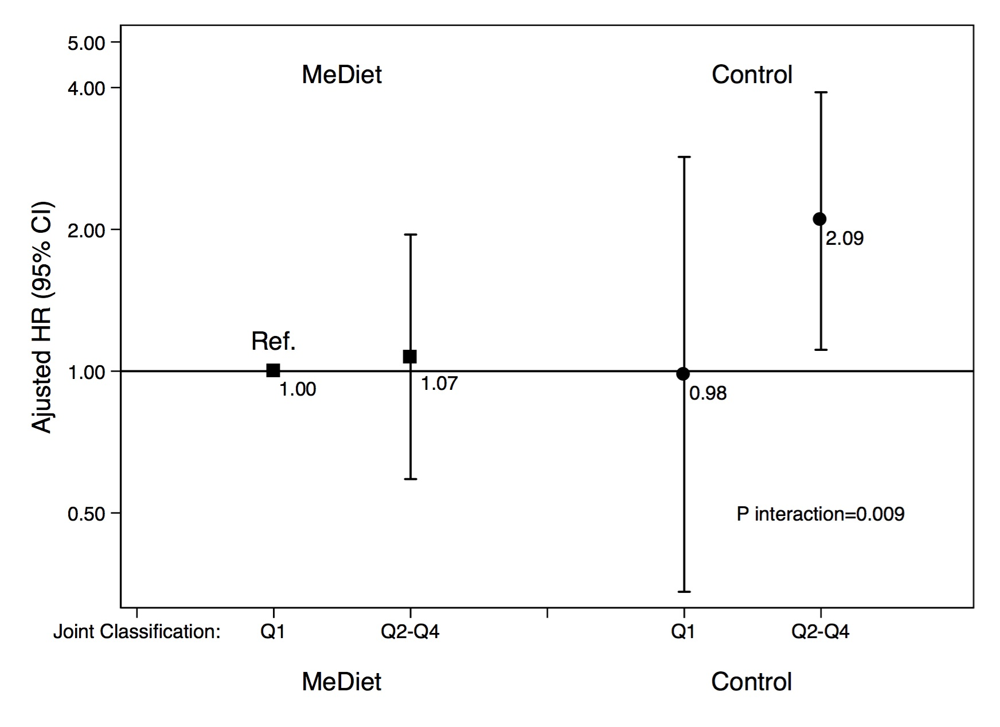 5.00
MeDiet Control
4.00
2.00
2.09
Ajusted HR (95% CI)
Ref.
1.00
1.00
1.07
0.98
0.50
P interaction=0.009
Joint Classification: Q1 Q2-Q4 Q1 Q2-Q4
MeDiet Control